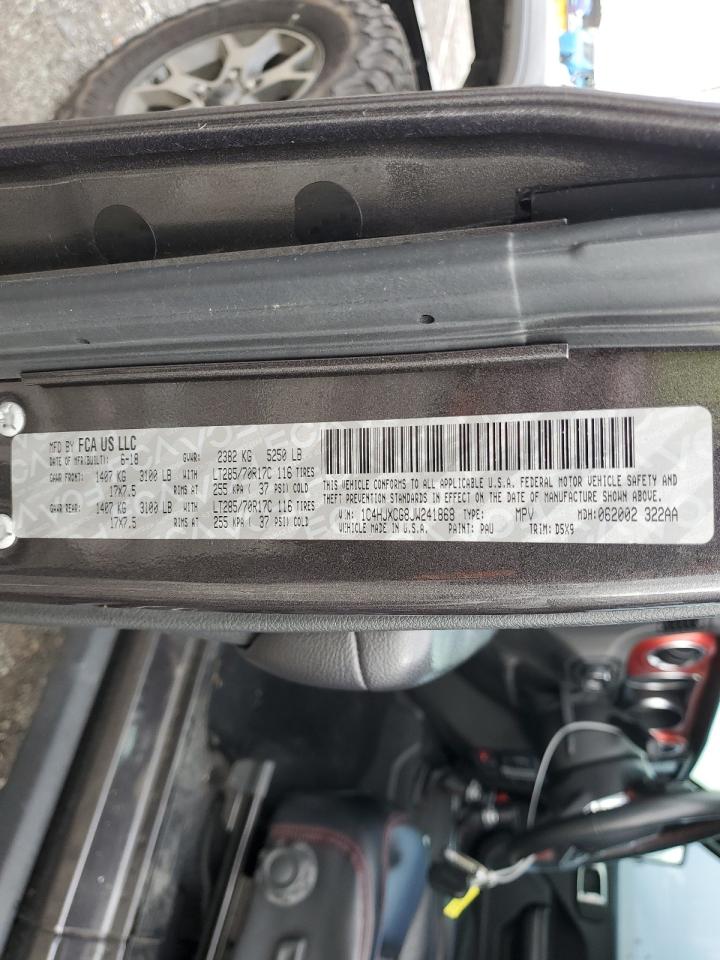 MFD BY FCA US LLC
DATE OF MFR(BUILT): 6-18 GVWR: 2382 KG 5250 LB
GAWR FRONT: 1407 KG 3100 LB WITH LT285/70R17C 116 TIRES
17X7.5 RIMS AT 255 KPA ( 37 PSI) COLD
GAWR REAR: 1407 KG 3100 LB WITH LT285/70R17C 116 TIRES
17X7.5 RIMS AT 255 KPA ( 37 PSI) COLD
THIS VEHICLE CONFORMS TO ALL APPLICABLE U.S.A. FEDERAL MOTOR VEHICLE SAFETY AND
THEFT PREVENTION STANDARDS IN EFFECT ON THE DATE OF MANUFACTURE SHOWN ABOVE.
VIN: 1C4HJXCG8JW241868 TYPE: MPV MDH: 062002 322AA
VEHICLE MADE IN U.S.A. PAINT: PAU TRIM: D5X9